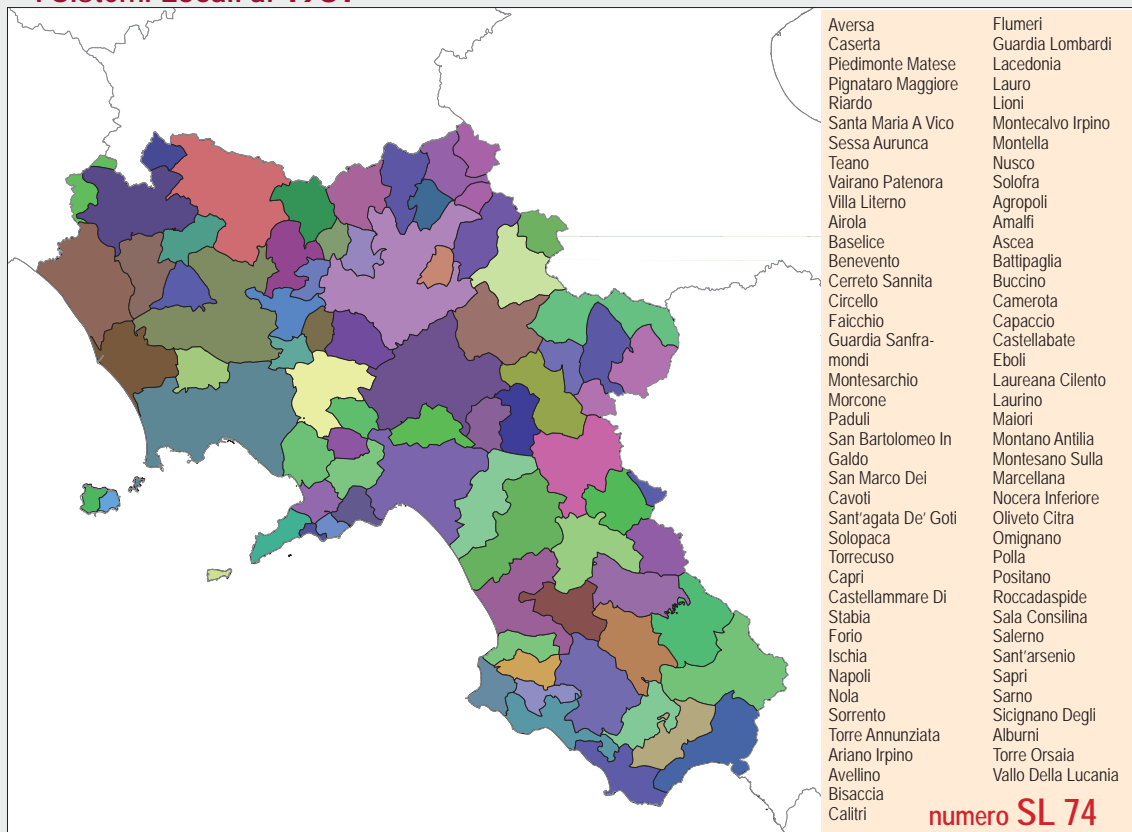 i Sistemi Locali al
Aversa
Caserta
Piedimonte Matese
Pignataro Maggiore
Riardo
Santa Maria A Vico
Sessa Aurunca
Teano
Vairano Patenora
Villa Literno
Airola
Baselice
Benevento
Cerreto Sannita
Circello
Faicchio
Guardia Sanfra-
mondi
Montesarchio
Morcone
Paduli
San Bartolomeo In
Galdo
San Marco Dei
Cavoti
Sant'agata De' Goti
Solopaca
Torrecuso
Capri
Castellammare Di
Stabia
Forio
Ischia
Napoli
Nola
Sorrento
Torre Annunziata
Ariano Irpino
Avellino
Bisaccia
Calitri
Flumeri
Guardia Lombardi
Lacedonia
Lauro
Lioni
Montecalvo Irpino
Montella
Nusco
Solofra
Agropoli
Amalfi
Ascea
Battipaglia
Buccino
Camerota
Capaccio
Castellabate
Eboli
Laureana Cilento
Laurino
Maiori
Montano Antilia
Montesano Sulla
Marcellana
Nocera Inferiore
Oliveto Citra
Omignano
Polla
Positano
Roccadaspide
Sala Consilina
Salerno
Sant'arsenio
Sapri
Sarno
Sicignano Degli
Alburni
Torre Orsaia
Vallo Della Lucania
numero SL 74